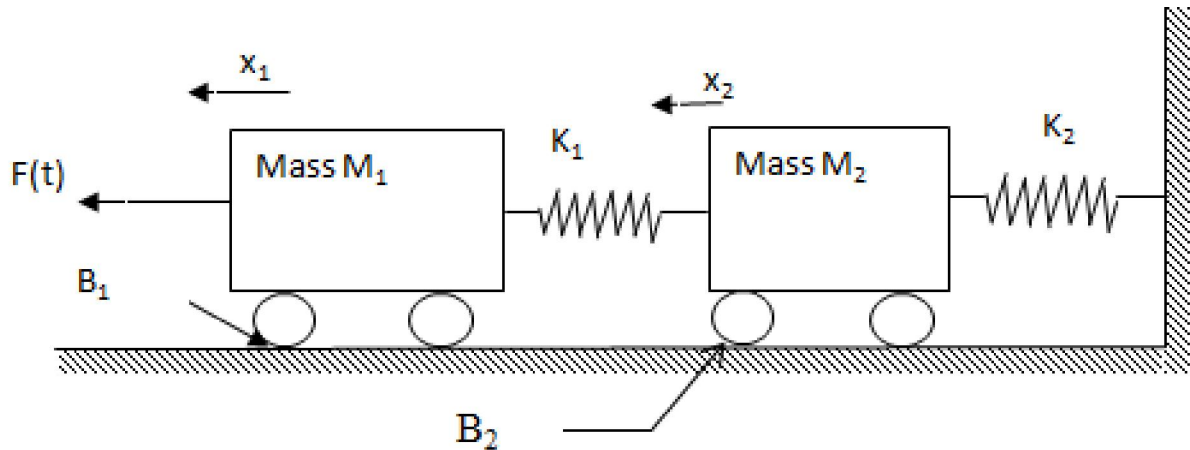 x₁
x₂
K₁
K₂
Mass M₁
Mass M₂
F(t)
B₁
B₂